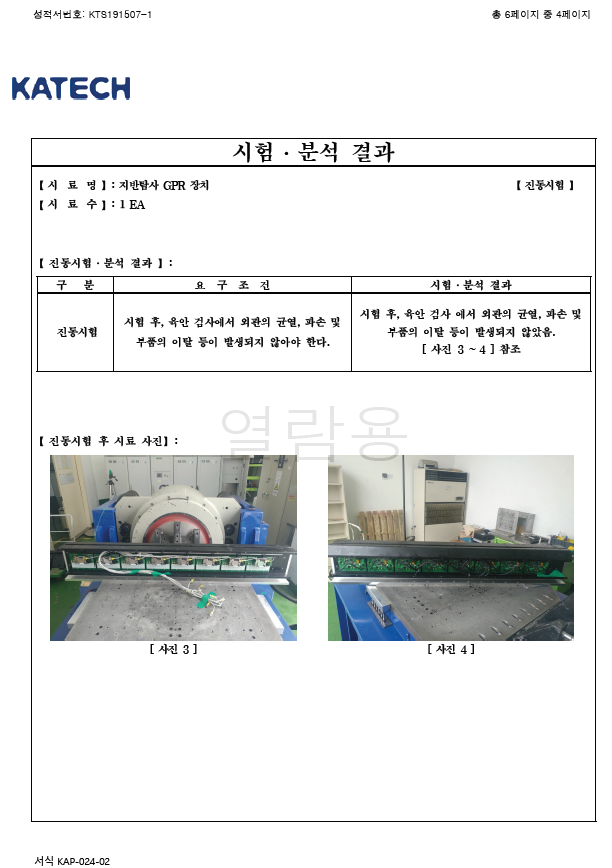 성적서번호: KTS191507-1
총 6페이지 중 4페이지
KATECH
시험 · 분석 결과
【 시 료 명 】 : 지반탐사 GPR 장치
【 진동시험 】
【 시 료 수 】 : 1 EA
【 진동시험 · 분석 결과 】 :
구 분
요 구 조 건
시험 · 분석 결과
진동시험
시험 후, 육안 검사에서 외관의 균열, 파손 및
부품의 이탈 등이 발생되지 않아야 한다.
시험 후, 육안 검사 에서 외관의 균열, 파손 및
부품의 이탈 등이 발생되지 않았음.
[ 사진 3 ~ 4 ] 참조
열람용
【 진동시험 후 시료 사진】 :
[ 사진 3 ]
[ 사진 4 ]
서식 KAP-024-02